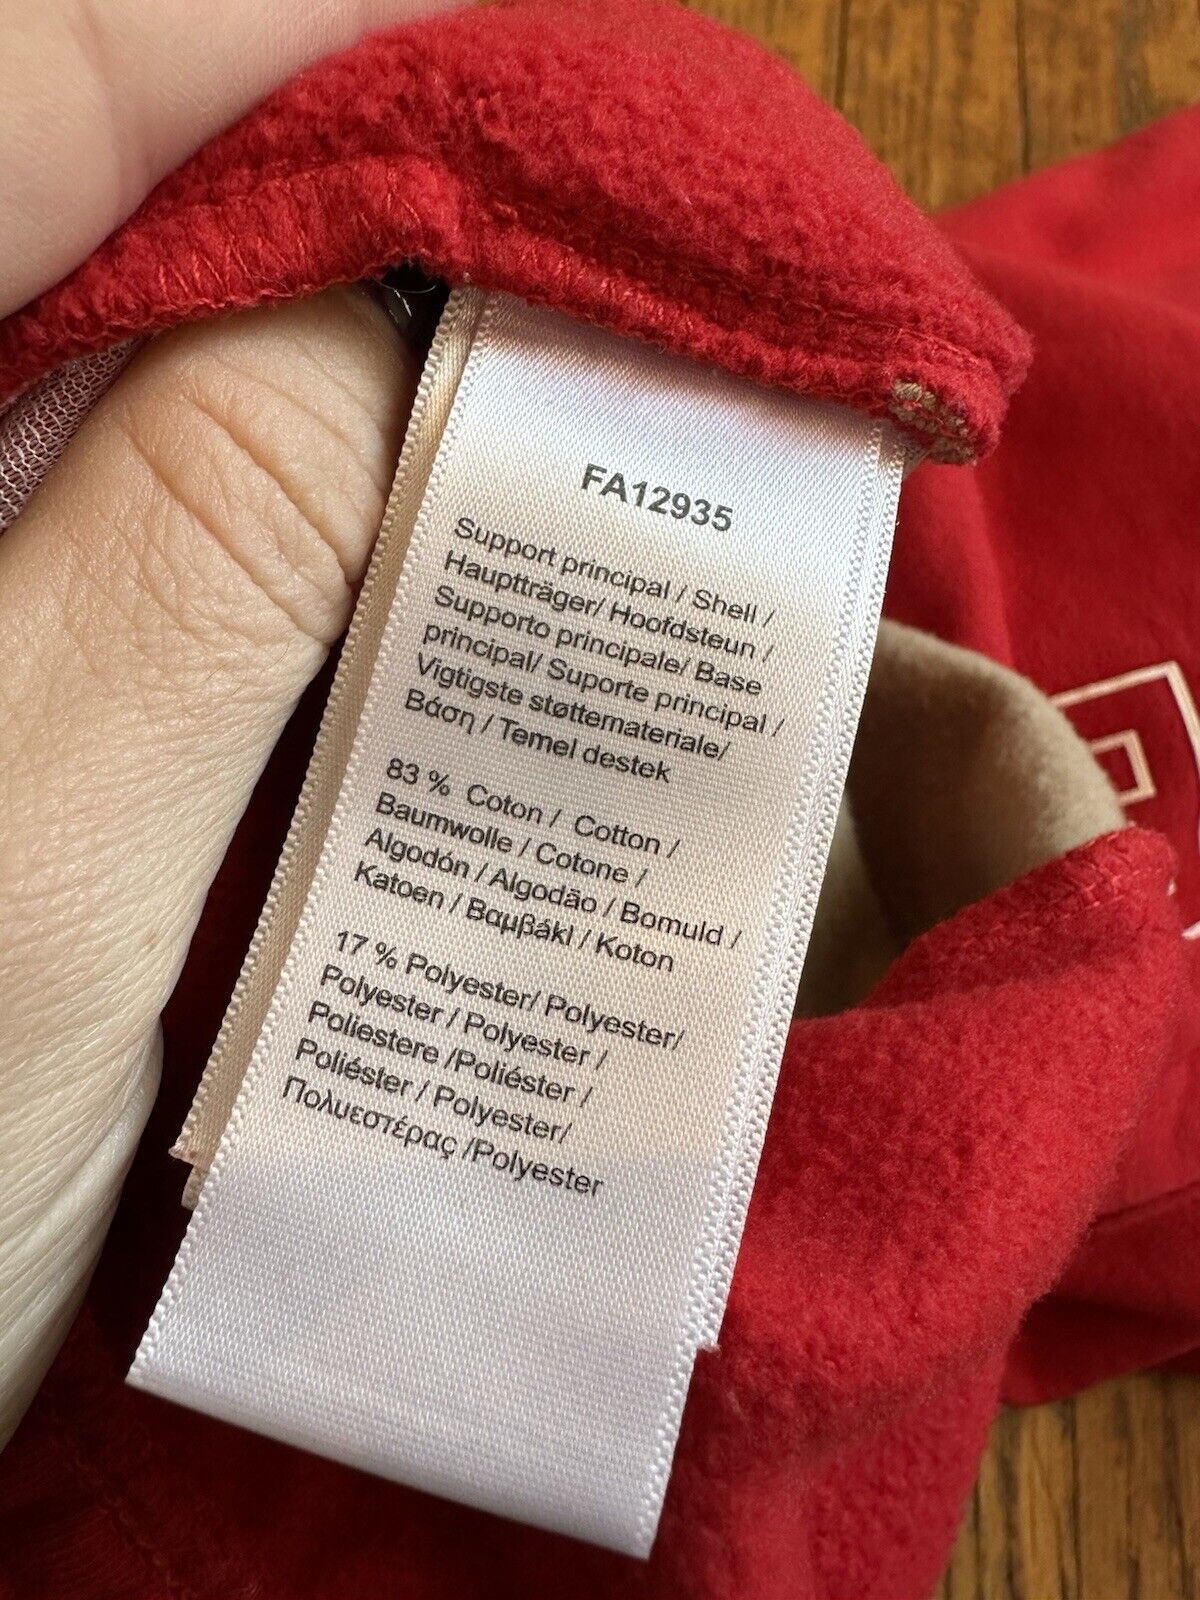 FA12935
Support principal / Shell /
Hauptträger/ Hoofdsteun /
Supporto principale/ Base
principal/ Suporte principal /
Vigtigste støttemateriale/
Βάση / Temel destek
83 % Coton / Cotton /
Baumwolle / Cotone /
Algodón / Algodão / Bomuld /
Katoen / Βαμβάκι / Koton
17 % Polyester/ Polyester/
Polyester / Polyester /
Poliestere /Poliéster /
Poliéster / Polyester/
Πολυεστέρας /Polyester